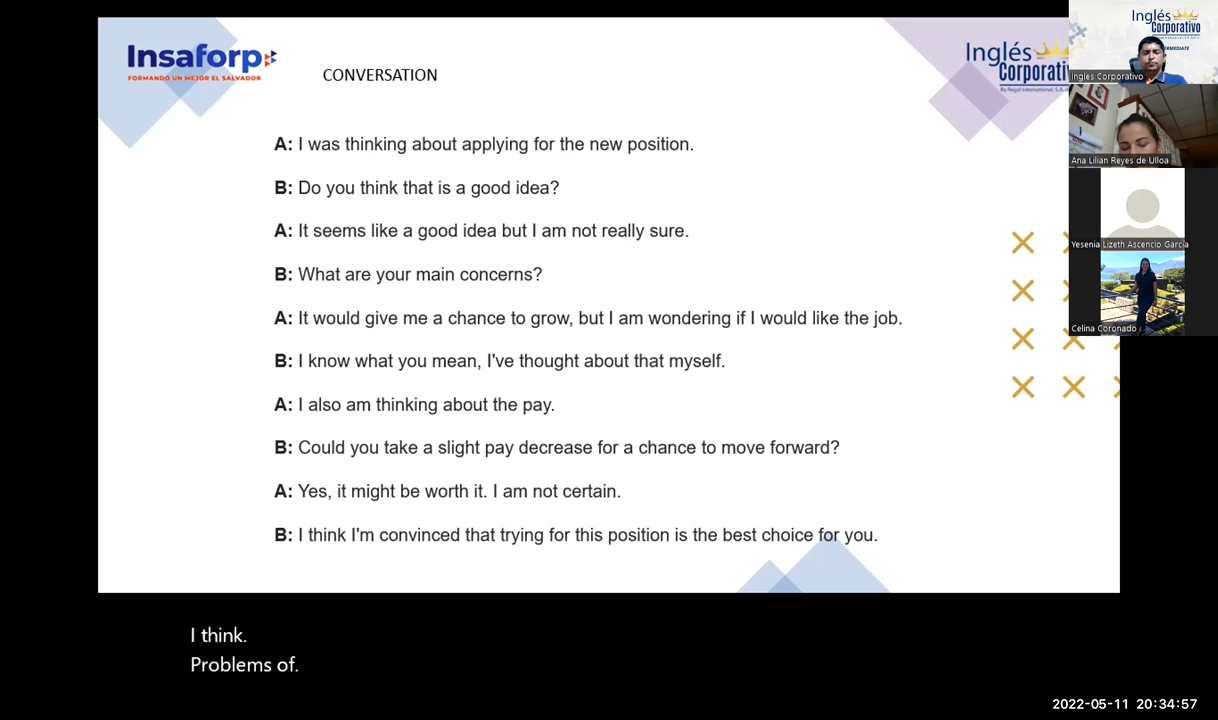 Insaforp
FORMANDO UN MEJOR EL SALVADOR
CONVERSATION
Inglés
Corporativo
A: I was thinking about applying for the new position.
B: Do you think that is a good idea?
A: It seems like a good idea but I am not really sure.
B: What are your main concerns?
A: It would give me a chance to grow, but I am wondering if I would like the job.
B: I know what you mean, I've thought about that myself.
A: I also am thinking about the pay.
B: Could you take a slight pay decrease for a chance to move forward?
A: Yes, it might be worth it. I am not certain.
B: I think I'm convinced that trying for this position is the best choice for you.
Inglés
Corporativo
Ingles Corporativo
Ana Lilian Reyes de Ulloa
Yesenia Lizeth Ascencio Garcia
Celina Coronado
I think.
Problems of.
2022-05-11 20:34:57